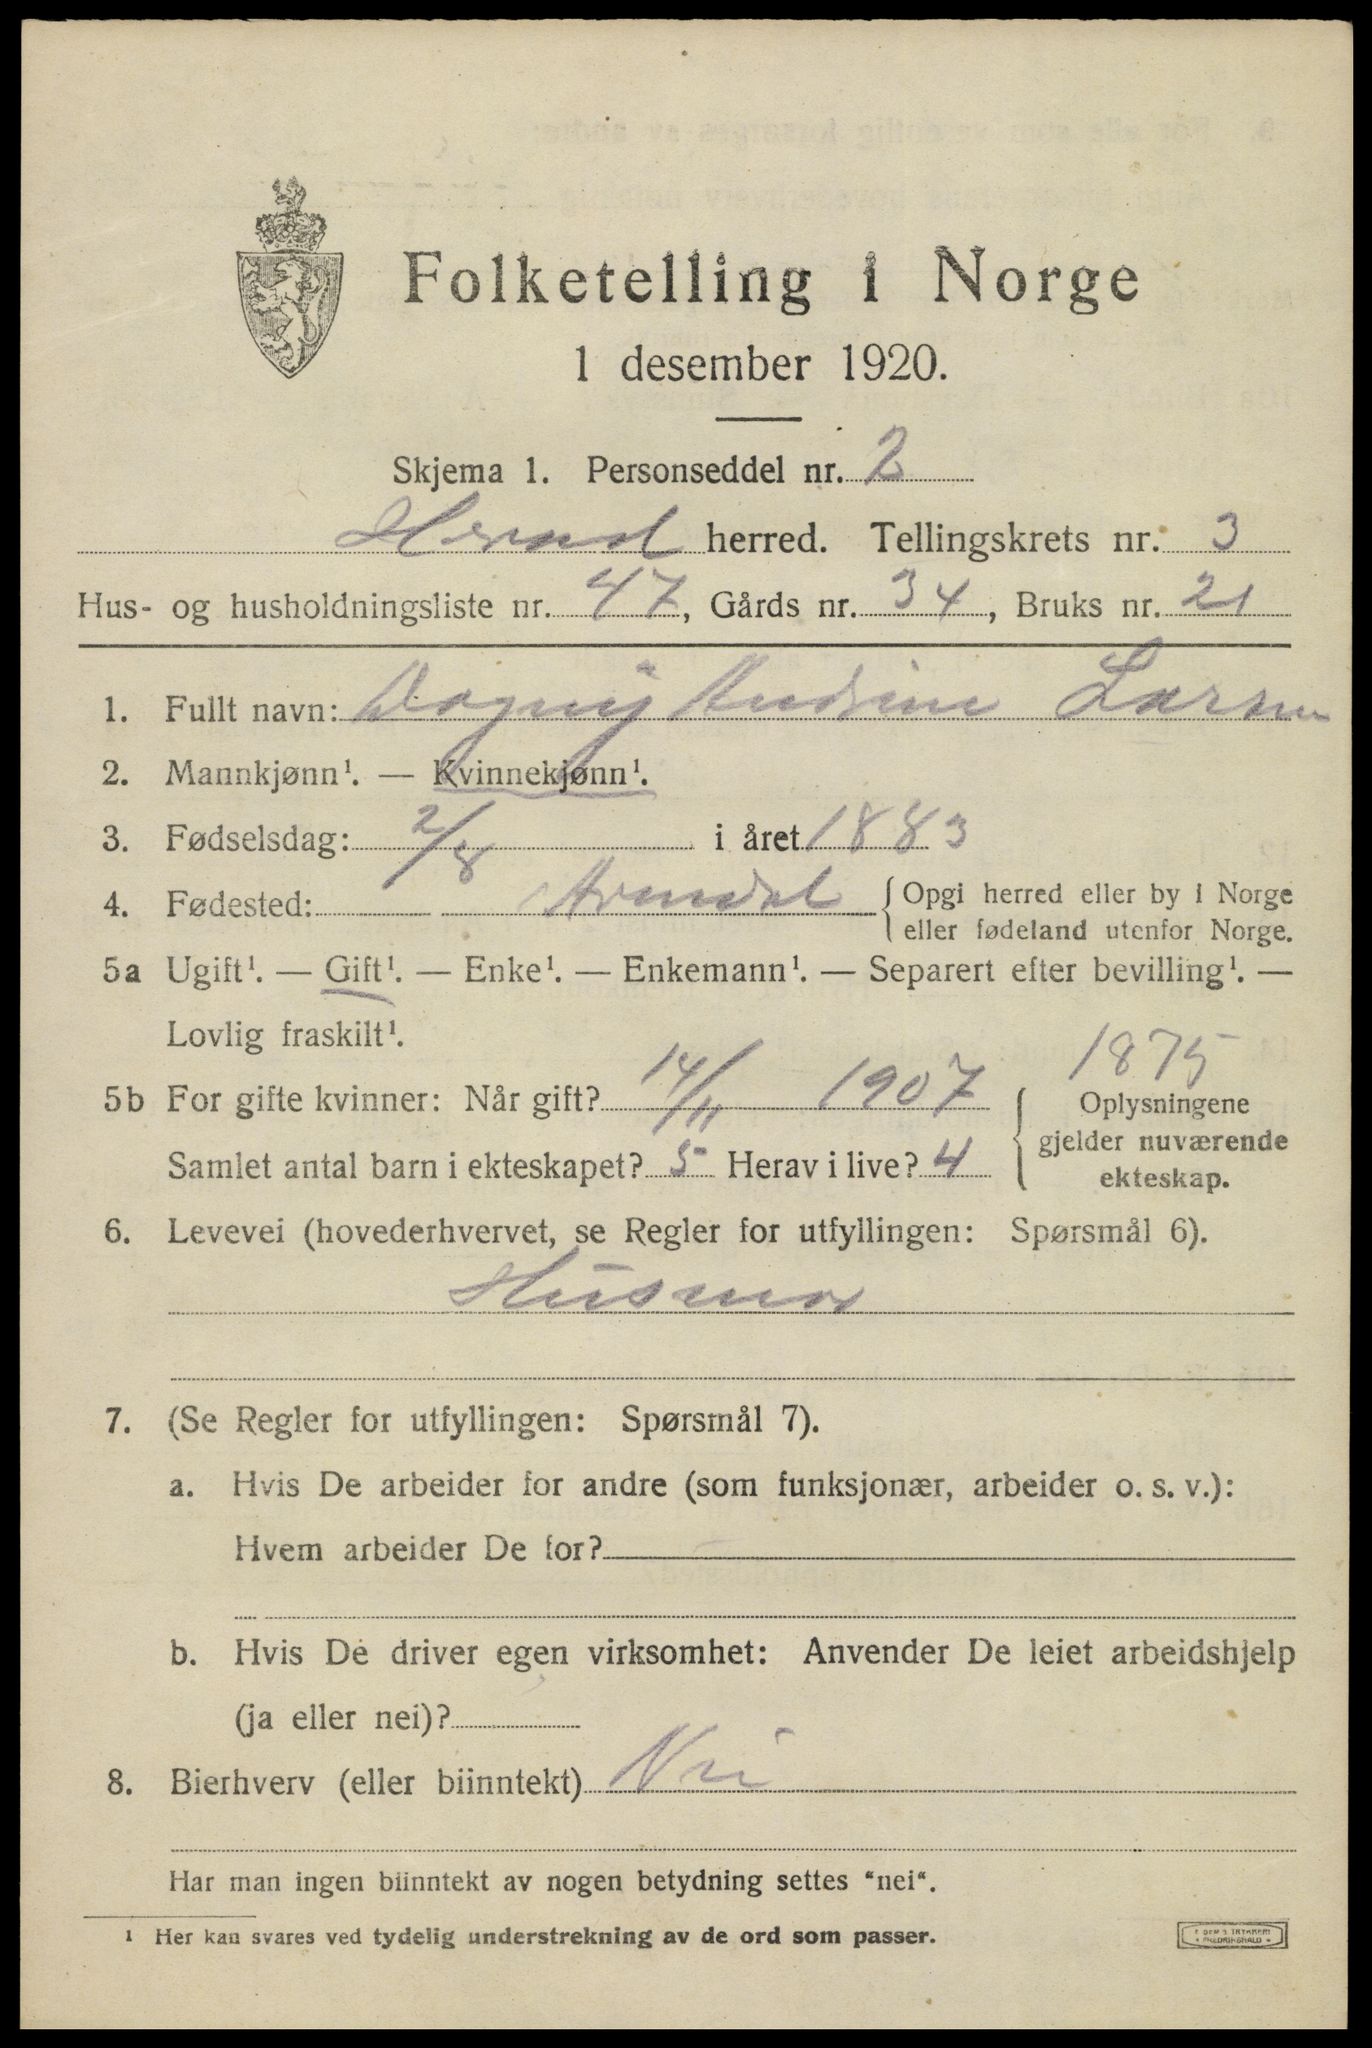 Folketelling i Norge
1 desember 1920.
Skjema 1. Personseddel nr. 2
Herad herred. Tellingskrets nr. 3
Hus- og husholdningsliste nr. 47, Gårds nr. 34, Bruks nr. 21
1. Fullt navn: Dagny Andrine Larsen
2. Mannkjønn¹. — Kvinnekjønn¹.
3. Fødselsdag: 2/8 i året 1883
4. Fødested: Arendal { Opgi herred eller by i Norge
eller fødeland utenfor Norge.
5a Ugift¹. — Gift¹. — Enke¹. — Enkemann¹. — Separert efter bevilling¹. —
Lovlig fraskilt¹.
1875
5b For gifte kvinner: Når gift? 14/11 1907 { Oplysningene
gjelder nuværende
Samlet antal barn i ekteskapet? 5 Herav i live? 4
ekteskap.
6. Levevei (hovederhvervet, se Regler for utfyllingen: Spørsmål 6).
Husmor
7. (Se Regler for utfyllingen: Spørsmål 7).
a. Hvis De arbeider for andre (som funksjonær, arbeider o. s. v.):
Hvem arbeider De for?
b. Hvis De driver egen virksomhet: Anvender De leiet arbeidshjelp
(ja eller nei)?
8. Bierhverv (eller biinntekt) Nei
Har man ingen biinntekt av nogen betydning settes "nei".
¹ Her kan svares ved tydelig understrekning av de ord som passer.